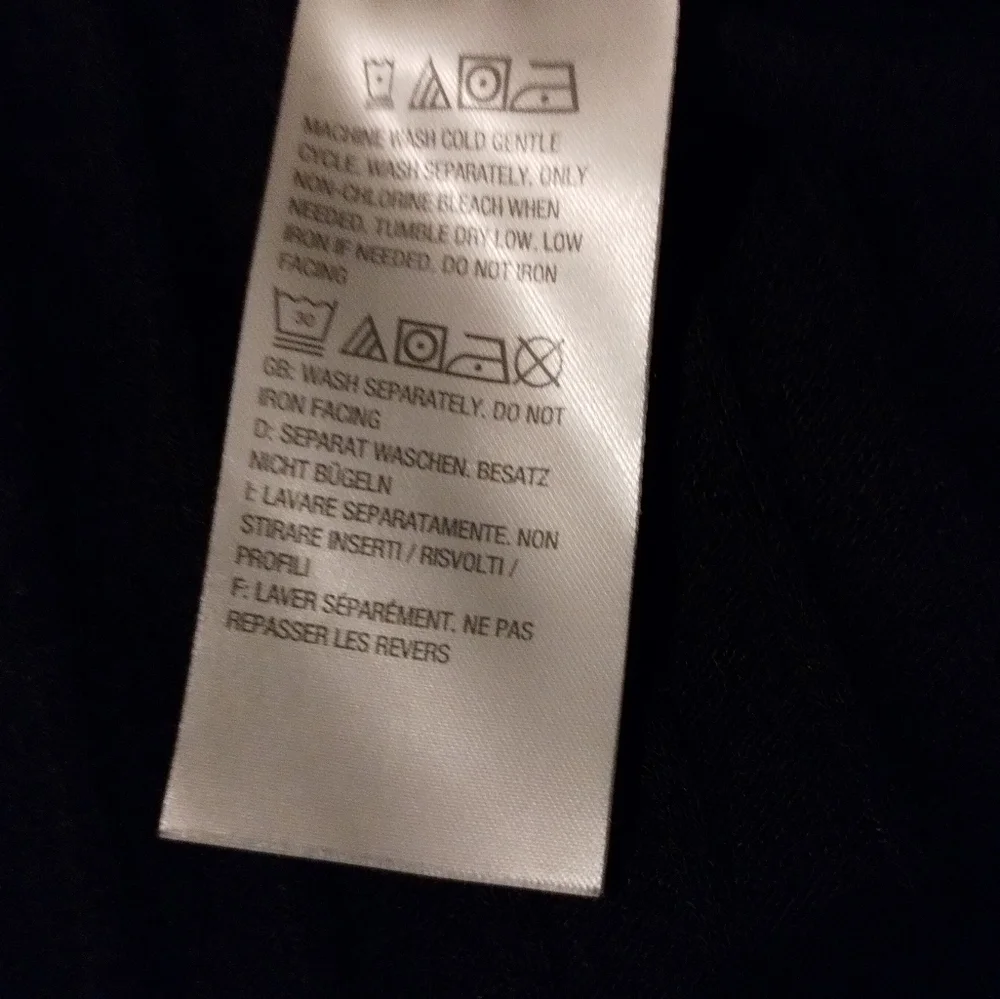 MACHINE WASH COLD GENTLE
CYCLE. WASH SEPARATELY. ONLY
NON-CHLORINE BLEACH WHEN
NEEDED. TUMBLE DRY LOW. LOW
IRON IF NEEDED. DO NOT IRON
FACING
30
GB: WASH SEPARATELY. DO NOT
IRON FACING
D: SEPARAT WASCHEN. BESATZ
NICHT BÜGELN
I: LAVARE SEPARATAMENTE. NON
STIRARE INSERTI / RISVOLTI /
PROFILI
F: LAVER SÉPARÉMENT. NE PAS
REPASSER LES REVERS